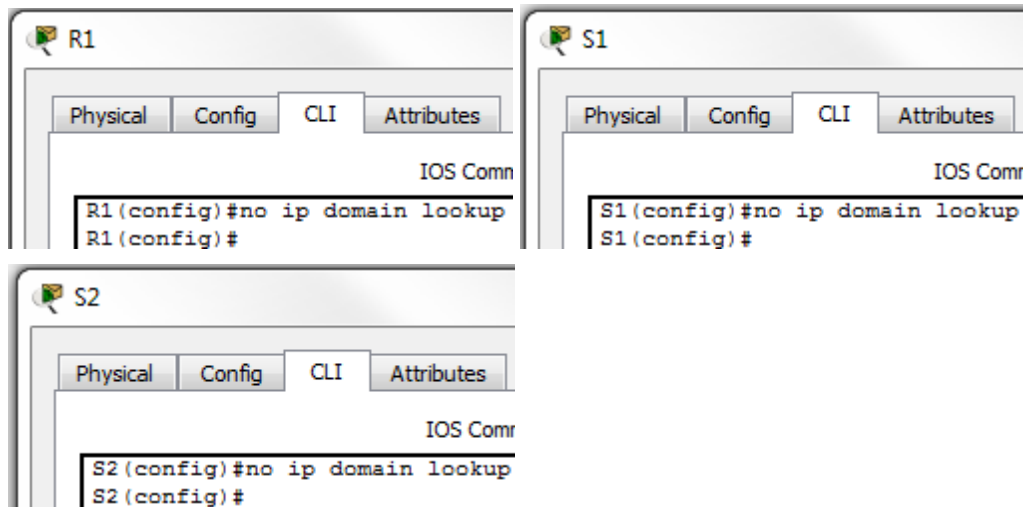 R1
Physical Config CLI Attributes
IOS Comm
R1(config)#no ip domain lookup
R1(config)#
S1
Physical Config CLI Attributes
IOS Comm
S1(config)#no ip domain lookup
S1(config)#
S2
Physical Config CLI Attributes
IOS Comm
S2(config)#no ip domain lookup
S2(config)#